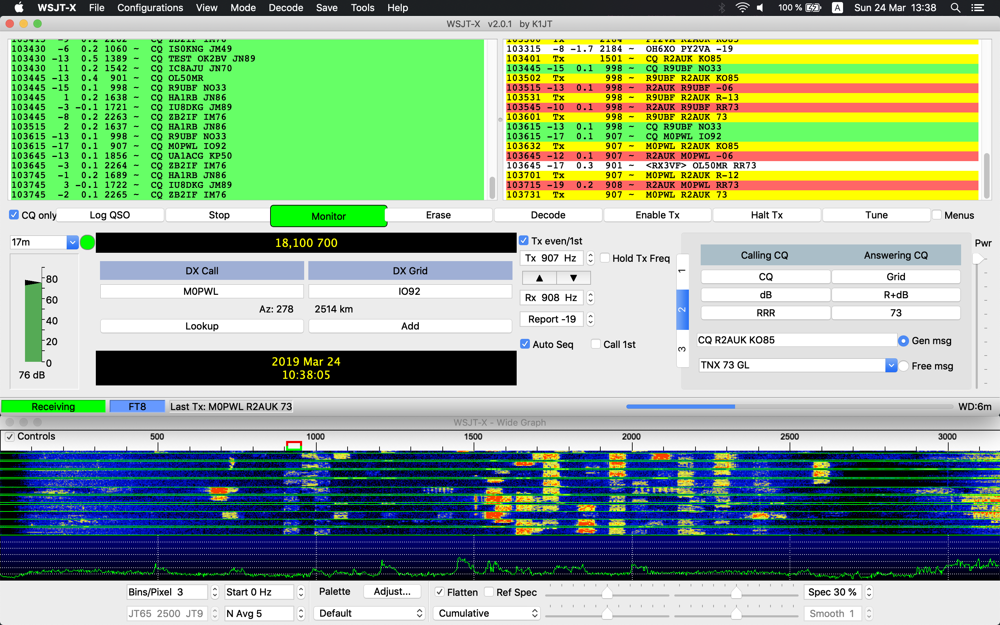 WSJT-X File Configurations View Mode Decode Save Tools Help 100 % A Sun 24 Mar 13:38
WSJT-X v2.0.1 by K1JT
103415 -9 0.2 2262 ~ CQ ZB2IF IM76
103430 -6 0.2 1060 ~ CQ IS0KNG JM49
103430 -13 0.5 1389 ~ CQ TEST OK2BV JN89
103430 11 0.2 1542 ~ CQ IC8AJU JN70
103445 -13 0.4 901 ~ CQ OL50MR
103445 -15 0.1 998 ~ CQ R9UBF NO33
103445 1 0.2 1638 ~ CQ HA1RB JN86
103445 -3 -0.1 1721 ~ CQ IU8DKG JM89
103445 -8 0.2 2263 ~ CQ ZB2IF IM76
103515 2 0.2 1637 ~ CQ HA1RB JN86
103615 -13 0.1 998 ~ CQ R9UBF NO33
103615 -17 0.1 907 ~ CQ M0PWL IO92
103645 -13 0.1 1856 ~ CQ UA1ACG KP50
103645 -3 0.1 2264 ~ CQ ZB2IF IM76
103745 -1 0.2 1689 ~ CQ HA1RB JN86
103745 3 -0.1 1722 ~ CQ IU8DKG JM89
103745 -2 0.1 2265 ~ CQ ZB2IF IM76
103300 Tx 2184 ~ PY2VA R2AUK KO85
103315 -8 -1.7 2184 ~ OH6XO PY2VA -19
103401 Tx 1501 ~ CQ R2AUK KO85
103445 -15 0.1 998 ~ CQ R9UBF NO33
103502 Tx 998 ~ R9UBF R2AUK KO85
103515 -13 0.1 998 ~ R2AUK R9UBF -06
103531 Tx 998 ~ R9UBF R2AUK R-13
103545 -10 0.1 998 ~ R2AUK R9UBF RR73
103601 Tx 998 ~ R9UBF R2AUK 73
103615 -13 0.1 998 ~ CQ R9UBF NO33
103615 -17 0.1 907 ~ CQ M0PWL IO92
103632 Tx 907 ~ M0PWL R2AUK KO85
103645 -12 0.1 907 ~ R2AUK M0PWL -06
103645 -17 0.3 901 ~ <RX3VF> OL50MR RR73
103701 Tx 907 ~ M0PWL R2AUK R-12
103715 -19 0.2 908 ~ R2AUK M0PWL RR73
103731 Tx 907 ~ M0PWL R2AUK 73
CQ only Log QSO Stop Monitor Erase Decode Enable Tx Halt Tx Tune Menus
17m
18,100 700
80
60
40
20
0
76 dB
DX Call DX Grid
M0PWL IO92
Az: 278 2514 km
Lookup Add
2019 Mar 24
10:38:05
Tx even/1st
Tx 907 Hz Hold Tx Freq
▲ ▼
Rx 908 Hz
Report -19
Auto Seq Call 1st
1
2
3
Calling CQ Answering CQ
CQ Grid
dB R+dB
RRR 73
CQ R2AUK KO85 Gen msg
TNX 73 GL Free msg
Pwr
Receiving FT8 Last Tx: M0PWL R2AUK 73 WD:6m
WSJT-X - Wide Graph
Controls 500 1000 1500 2000 2500 3000
Bins/Pixel 3 Start 0 Hz Palette Adjust... Flatten Ref Spec Spec 30 %
JT65 2500 JT9 N Avg 5 Default Cumulative Smooth 1